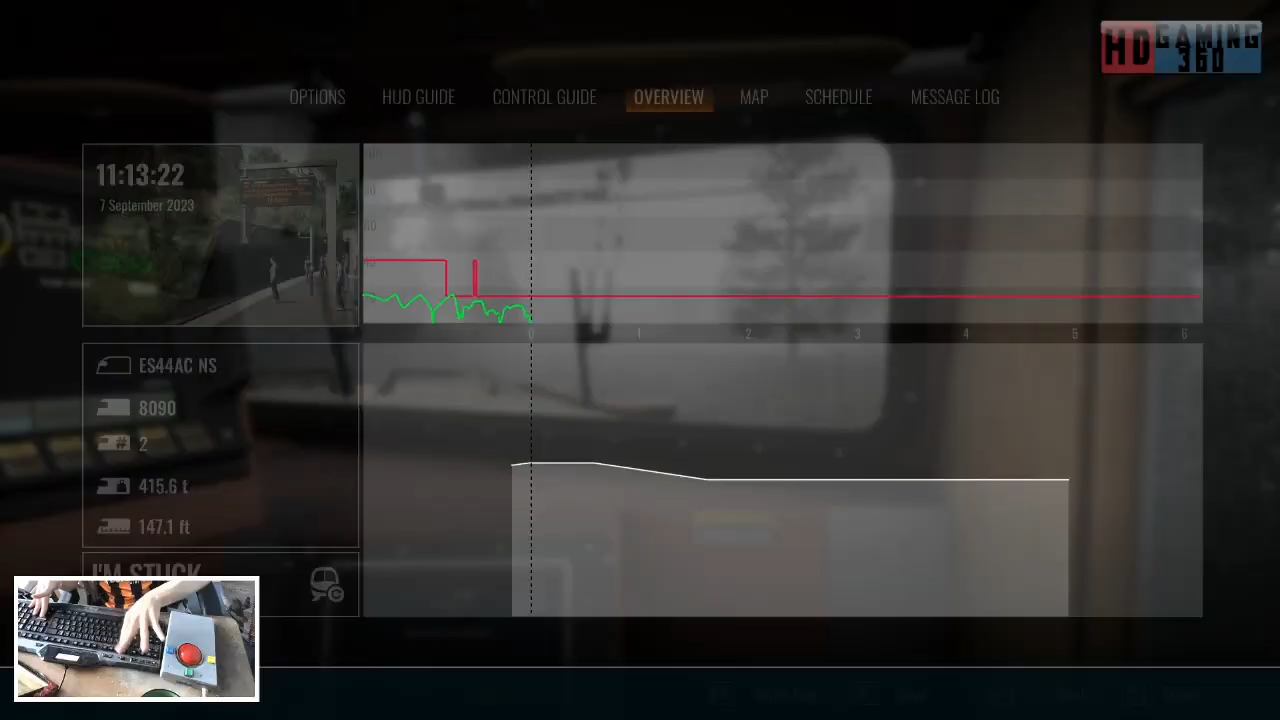 HD GAMING 360
OPTIONS HUD GUIDE CONTROL GUIDE OVERVIEW MAP SCHEDULE MESSAGE LOG
11:13:22
7 September 2023
0 1 2 3 4 5 6
ES44AC NS
8090
# 2
415.6 t
147.1 ft
I'M STUCK